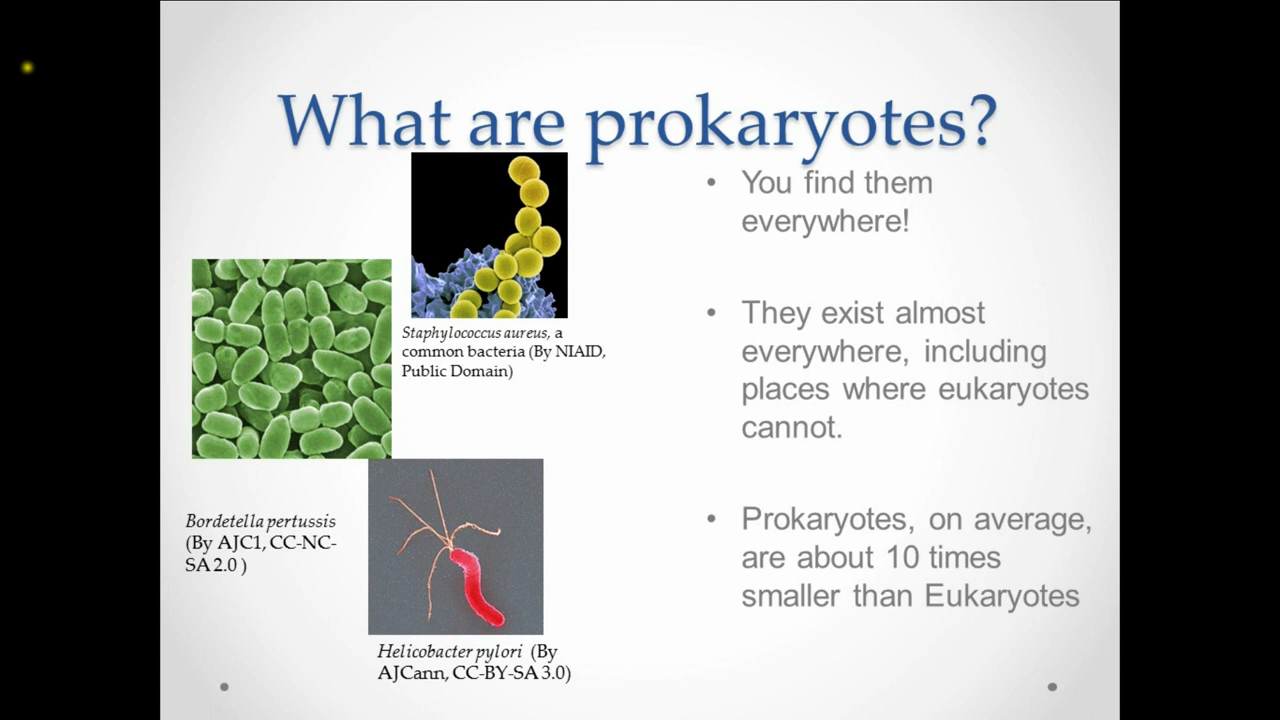 What are prokaryotes?
Staphylococcus aureus, a
common bacteria (By NIAID,
Public Domain)
Bordetella pertussis
(By AJC1, CC-NC-
SA 2.0 )
Helicobacter pylori (By
AJCann, CC-BY-SA 3.0)
• You find them
everywhere!
• They exist almost
everywhere, including
places where eukaryotes
cannot.
• Prokaryotes, on average,
are about 10 times
smaller than Eukaryotes